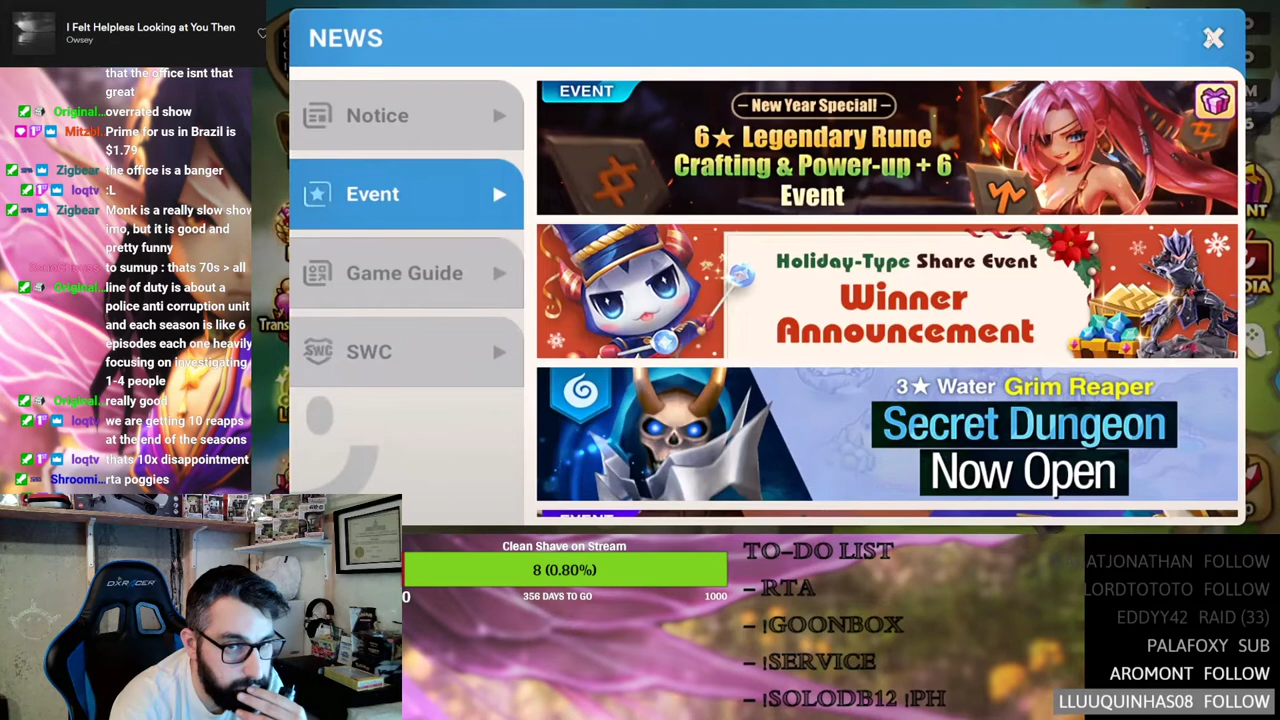 I Felt Helpless Looking at You Then
Owsey
that the office isnt that
great
Original... overrated show
Mitzbi Prime for us in Brazil is
$1.79
Zigbear the office is a banger
loqtv :L
Zigbear Monk is a really slow show
imo, but it is good and
pretty funny
to sumup : thats 70s > all
Original... line of duty is about a
police anti corruption unit
and each season is like 6
episodes each one heavily
focusing on investigating
1-4 people
Original... really good
loqtv we are getting 10 reapps
at the end of the seasons
loqtv thats 10x disappointment
Shroomi... rta poggies
NEWS
Notice
Event
Game Guide
SWC
EVENT
New Year Special!
6★ Legendary Rune
Crafting & Power-up + 6
Event
Holiday-Type Share Event
Winner
Announcement
3★ Water Grim Reaper
Secret Dungeon
Now Open
EVENT
Trans
DXRACER
Clean Shave on Stream
8 (0.80%)
0 356 DAYS TO GO 1000
TO-DO LIST
- RTA
- !GOONBOX
- !SERVICE
- !SOLODB12 !PH
ATJONATHAN FOLLOW
LORDTOTOTO FOLLOW
EDDYY42 RAID (33)
PALAFOXY SUB
AROMONT FOLLOW
LLUUQUINHAS08 FOLLOW